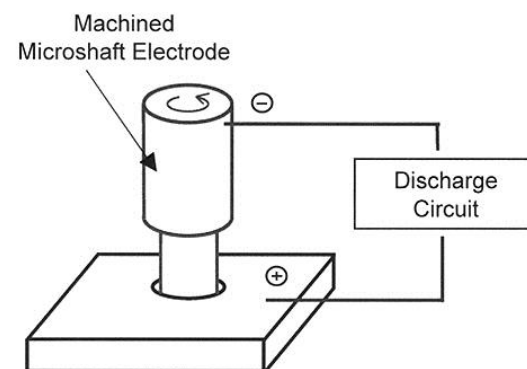 Machined
Microshaft Electrode
⊖
Discharge
Circuit
⊕